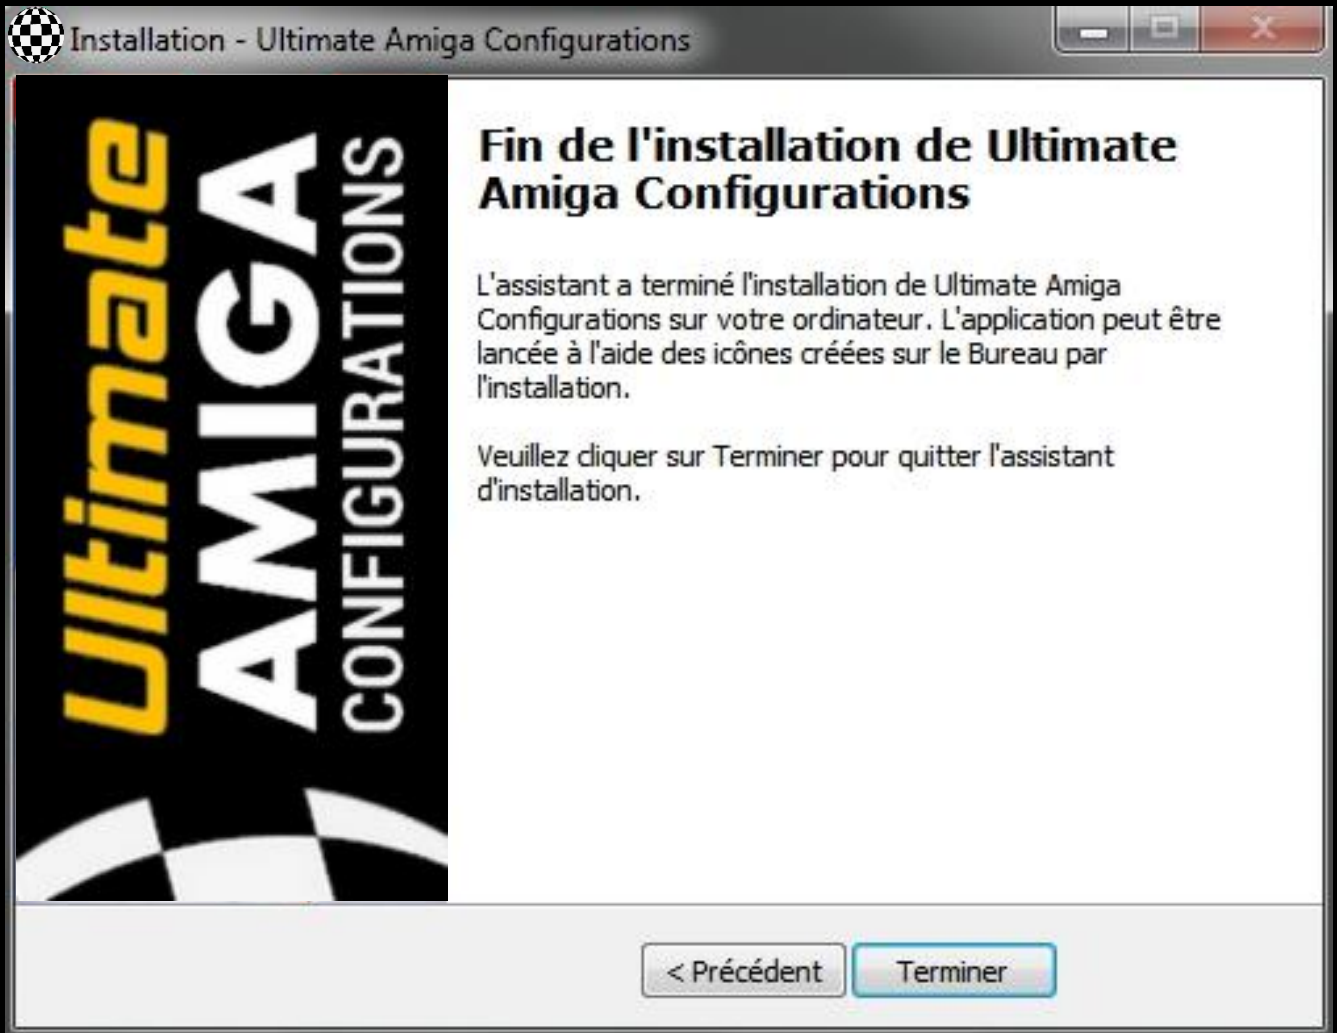 Installation - Ultimate Amiga Configurations
Ultimate
AMIGA
CONFIGURATIONS
Fin de l'installation de Ultimate
Amiga Configurations
L'assistant a terminé l'installation de Ultimate Amiga
Configurations sur votre ordinateur. L'application peut être
lancée à l'aide des icônes créées sur le Bureau par
l'installation.
Veuillez cliquer sur Terminer pour quitter l'assistant
d'installation.
< Précédent
Terminer